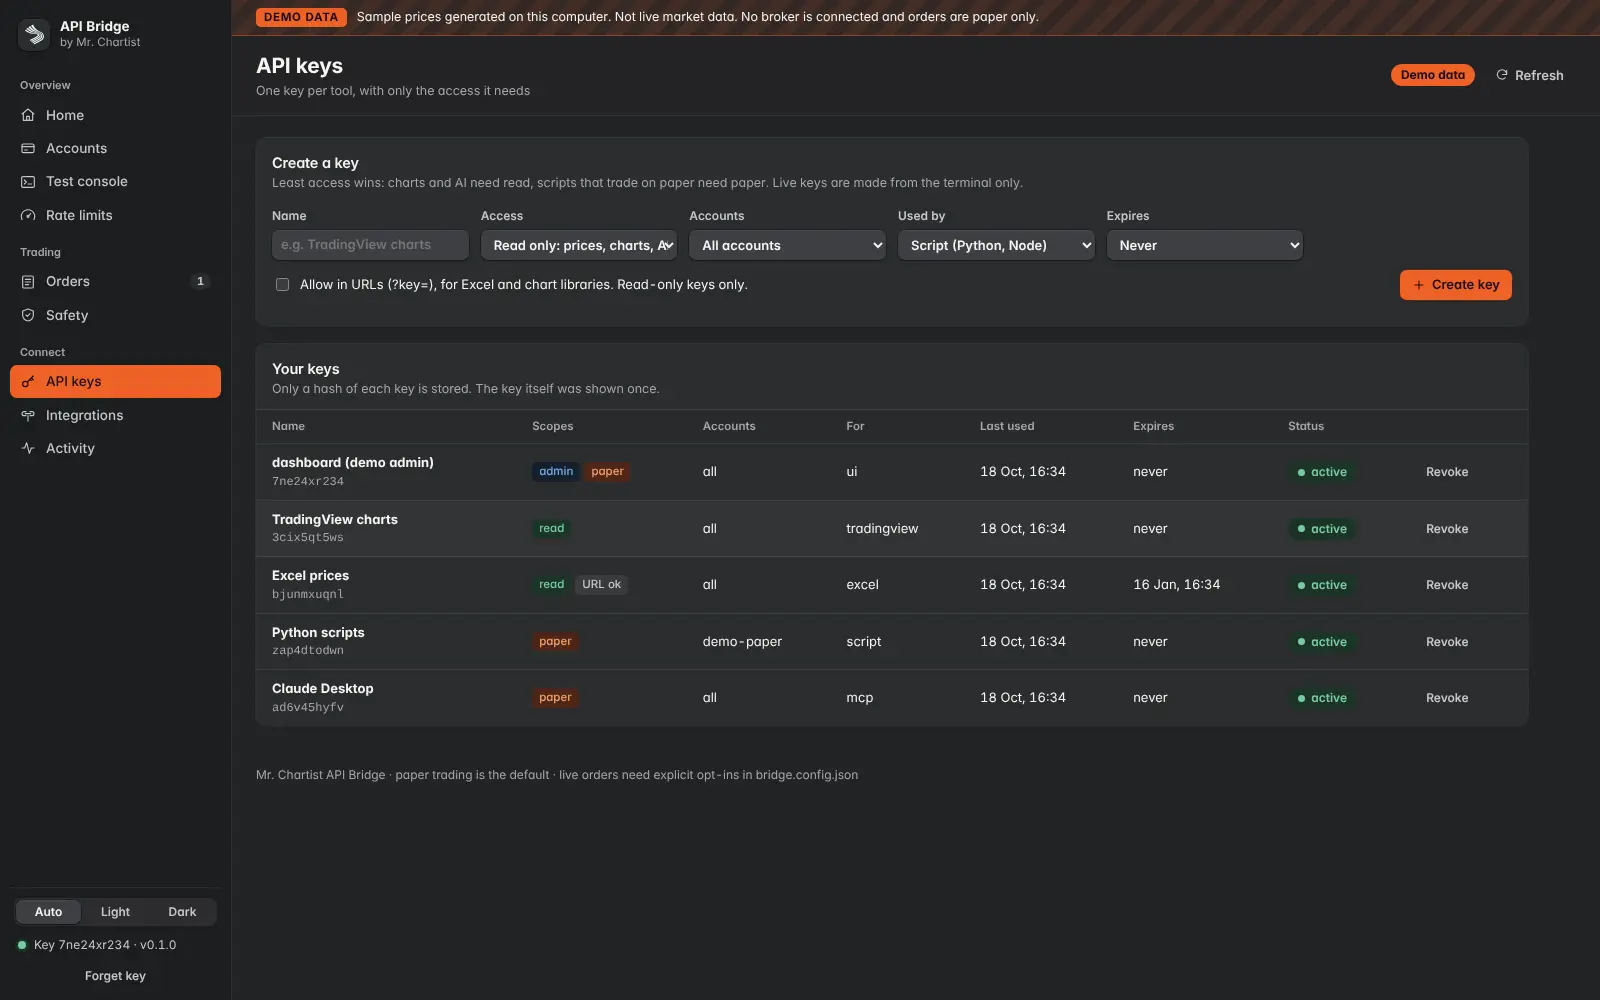 API Bridge
by Mr. Chartist
Overview
Home
Accounts
Test console
Rate limits
Trading
Orders 1
Safety
Connect
API keys
Integrations
Activity
Auto Light Dark
Key 7ne24xr234 · v0.1.0
Forget key
DEMO DATA Sample prices generated on this computer. Not live market data. No broker is connected and orders are paper only.
API keys
One key per tool, with only the access it needs
Demo data Refresh
Create a key
Least access wins: charts and AI need read, scripts that trade on paper need paper. Live keys are made from the terminal only.
Name Access Accounts Used by Expires
e.g. TradingView charts Read only: prices, charts, A All accounts Script (Python, Node) Never
Allow in URLs (?key=), for Excel and chart libraries. Read-only keys only.
+ Create key
Your keys
Only a hash of each key is stored. The key itself was shown once.
Name Scopes Accounts For Last used Expires Status
dashboard (demo admin)
7ne24xr234
admin paper all ui 18 Oct, 16:34 never active Revoke
TradingView charts
3cix5qt5ws
read all tradingview 18 Oct, 16:34 never active Revoke
Excel prices
bjunmxuqnl
read URL ok all excel 18 Oct, 16:34 16 Jan, 16:34 active Revoke
Python scripts
zap4dtodwn
paper demo-paper script 18 Oct, 16:34 never active Revoke
Claude Desktop
ad6v45hyfv
paper all mcp 18 Oct, 16:34 never active Revoke
Mr. Chartist API Bridge · paper trading is the default · live orders need explicit opt-ins in bridge.config.json